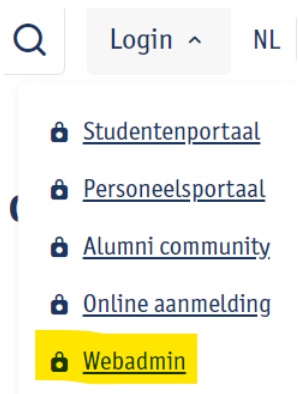 Login NL
Studentenportaal
Personeelsportaal
Alumni community
Online aanmelding
Webadmin